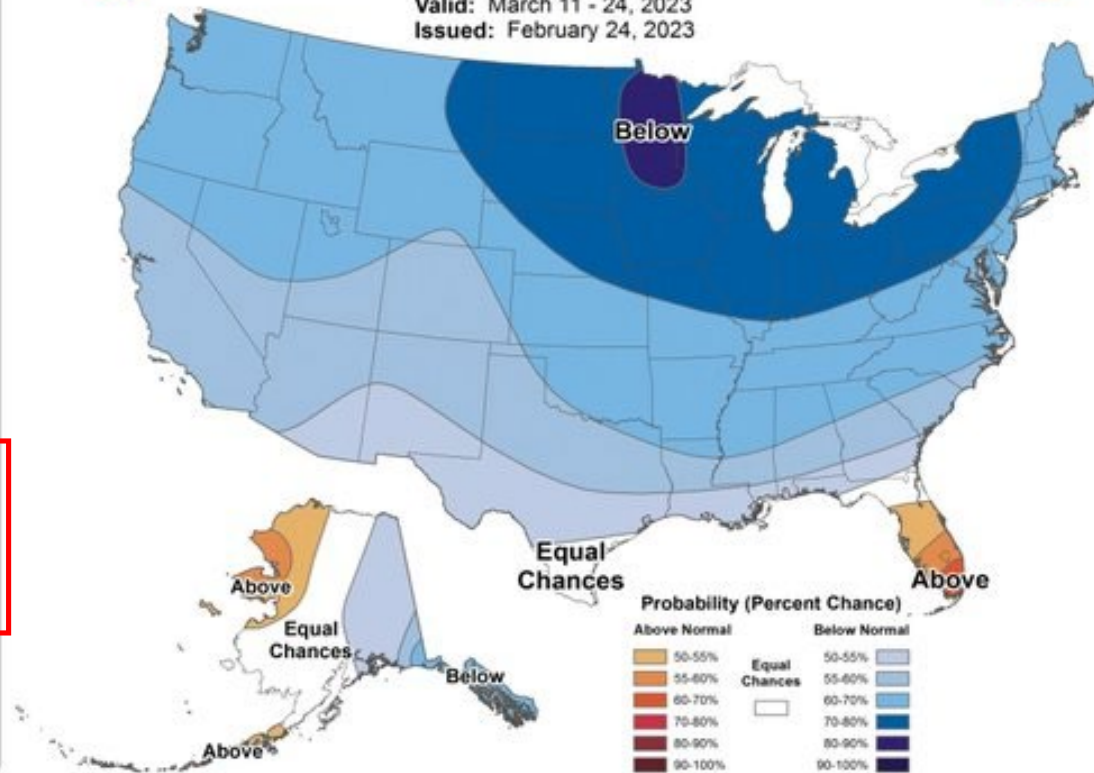 Valid: March 11 - 24, 2023
Issued: February 24, 2023
Below
Equal
Chances
Above
Above
Equal
Chances
Below
Above
Probability (Percent Chance)
Above Normal
Below Normal
Equal
Chances
50-55%
50-55%
55-60%
55-60%
60-70%
60-70%
70-80%
70-80%
80-90%
80-90%
90-100%
90-100%